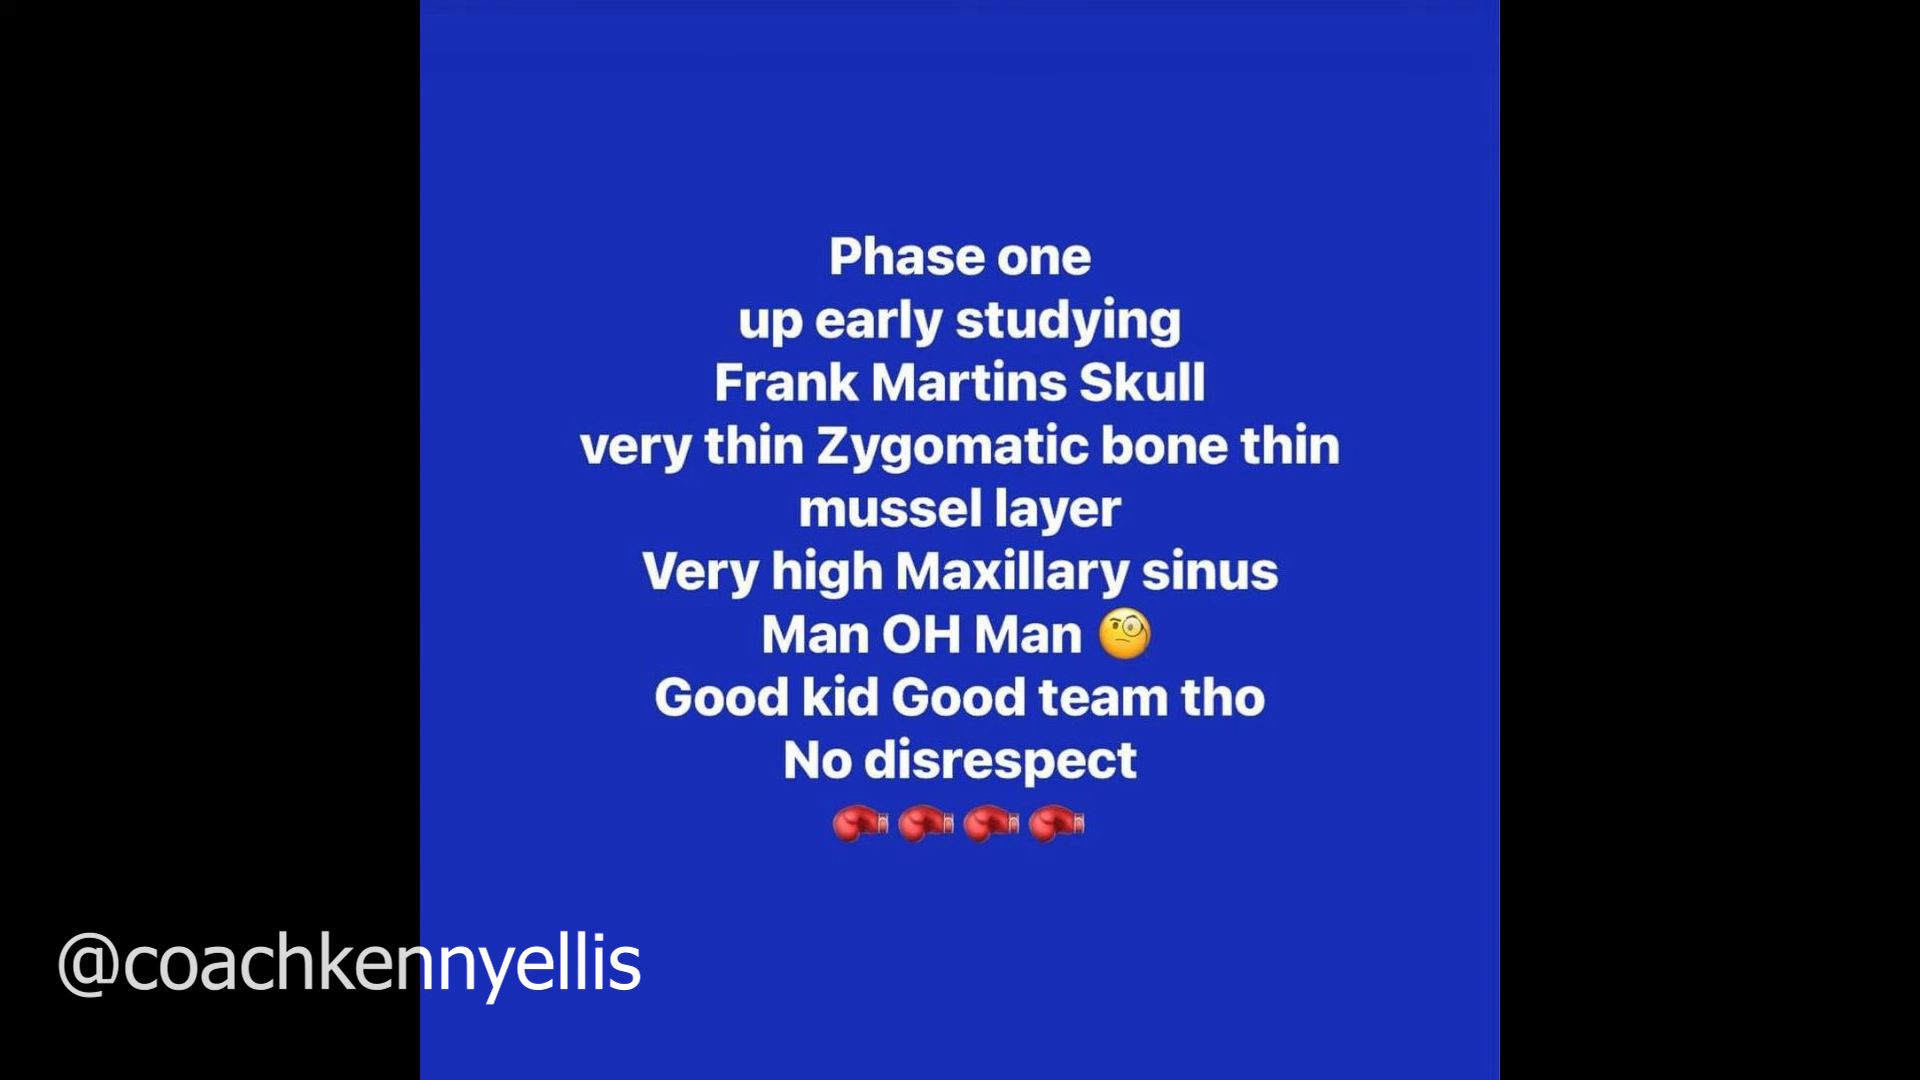 Phase one
up early studying
Frank Martins Skull
very thin Zygomatic bone thin
mussel layer
Very high Maxillary sinus
Man OH Man 🧐
Good kid Good team tho
No disrespect
🥊🥊🥊🥊
@coachkennyellis